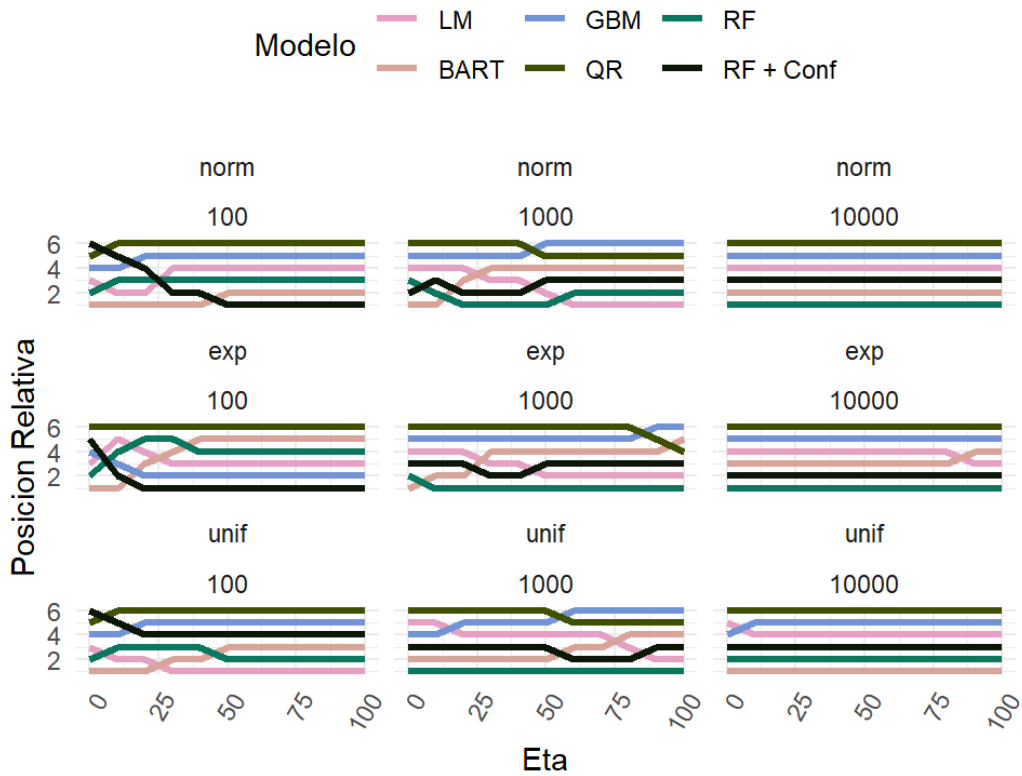 Modelo
LM GBM RF
BART QR RF + Conf
norm norm norm
100 1000 10000
6
4
2
exp exp exp
100 1000 10000
6
4
2
unif unif unif
100 1000 10000
6
4
2
0 25 50 75 100 0 25 50 75 100 0 25 50 75 100
Posicion Relativa
Eta